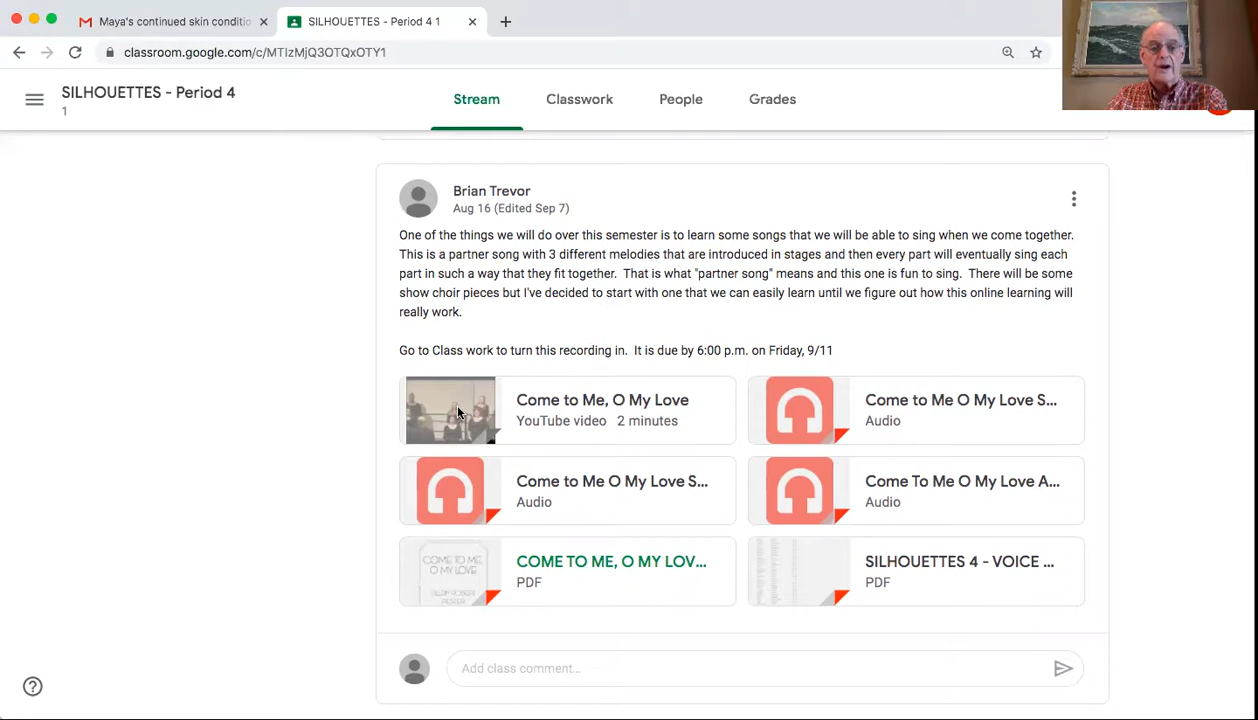 Maya's continued skin conditio
SILHOUETTES - Period 4 1
classroom.google.com/c/MTIzMjQ3OTQxOTY1
SILHOUETTES - Period 4
1
Stream
Classwork
People
Grades
Brian Trevor
Aug 16 (Edited Sep 7)
One of the things we will do over this semester is to learn some songs that we will be able to sing when we come together.
This is a partner song with 3 different melodies that are introduced in stages and then every part will eventually sing each
part in such a way that they fit together.  That is what "partner song" means and this one is fun to sing.  There will be some
show choir pieces but I've decided to start with one that we can easily learn until we figure out how this online learning will
really work.
Go to Class work to turn this recording in.  It is due by 6:00 p.m. on Friday, 9/11
Come to Me, O My Love
YouTube video 2 minutes
Come to Me O My Love S...
Audio
Come to Me O My Love S...
Audio
Come To Me O My Love A...
Audio
COME TO ME,
O MY LOVE
COME TO ME, O MY LOV...
PDF
SILHOUETTES 4 - VOICE ...
PDF
Add class comment...